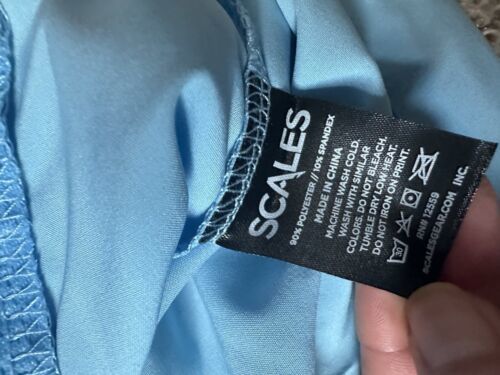 SCALES
90% POLYESTER // 10% SPANDEX
MADE IN CHINA
MACHINE WASH COLD.
WASH WITH SIMILAR
COLORS. DO NOT BLEACH.
TUMBLE DRY LOW HEAT.
DO NOT IRON ON PRINT.
30
RN# 12559
SCALESGEAR.COM INC.